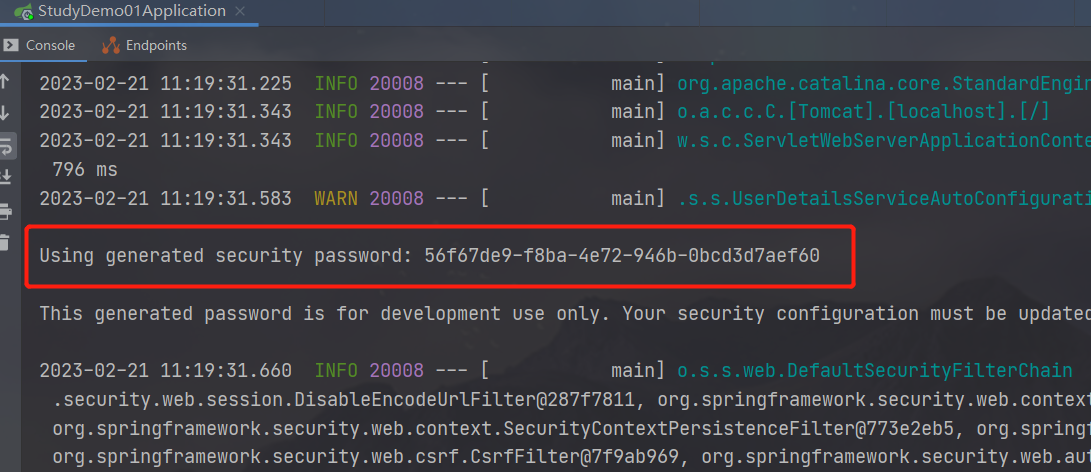 StudyDemo01Application
Console Endpoints
2023-02-21 11:19:31.225 INFO 20008 --- [ main] org.apache.catalina.core.StandardEngin
2023-02-21 11:19:31.343 INFO 20008 --- [ main] o.a.c.c.C.[Tomcat].[localhost].[/]
2023-02-21 11:19:31.343 INFO 20008 --- [ main] w.s.c.ServletWebServerApplicationConte
796 ms
2023-02-21 11:19:31.583 WARN 20008 --- [ main] .s.s.UserDetailsServiceAutoConfigurati
Using generated security password: 56f67de9-f8ba-4e72-946b-0bcd3d7aef60
This generated password is for development use only. Your security configuration must be updated
2023-02-21 11:19:31.660 INFO 20008 --- [ main] o.s.s.web.DefaultSecurityFilterChain
.security.web.session.DisableEncodeUrlFilter@287f7811, org.springframework.security.web.context
org.springframework.security.web.context.SecurityContextPersistenceFilter@773e2eb5, org.spring
org.springframework.security.web.csrf.CsrfFilter@7f9ab969, org.springframework.security.web.au